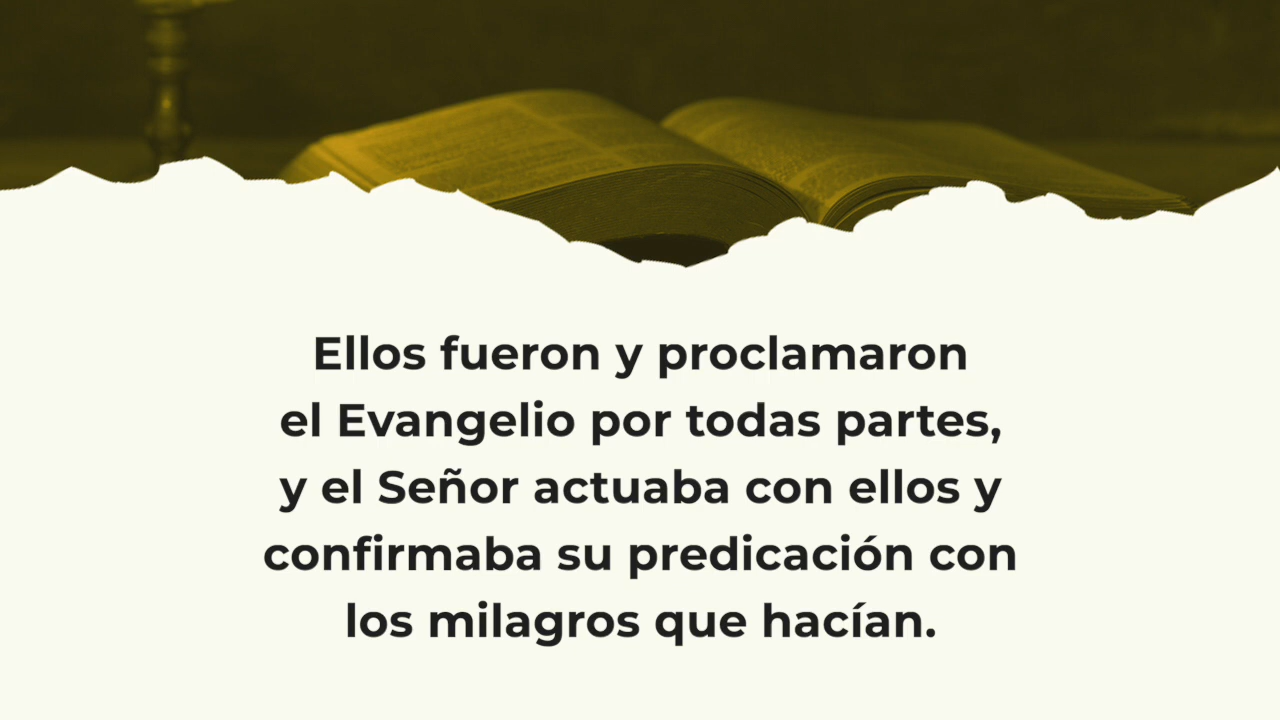 Ellos fueron y proclamaron
el Evangelio por todas partes,
y el Señor actuaba con ellos y
confirmaba su predicación con
los milagros que hacían.